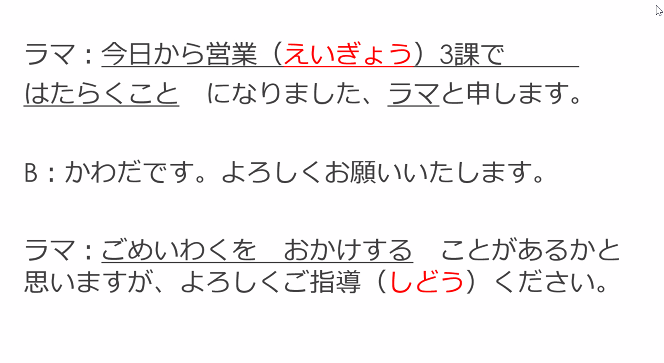 ラマ：今日から営業（えいぎょう）3課で
はたらくこと　になりました、ラマと申します。
B：かわだです。よろしくお願いいたします。
ラマ：ごめいわくを　おかけする　ことがあるかと
思いますが、よろしくご指導（しどう）ください。